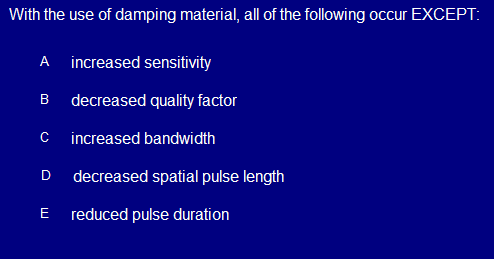 With the use of damping material, all of the following occur EXCEPT:
A increased sensitivity
B decreased quality factor
C increased bandwidth
D decreased spatial pulse length
E reduced pulse duration